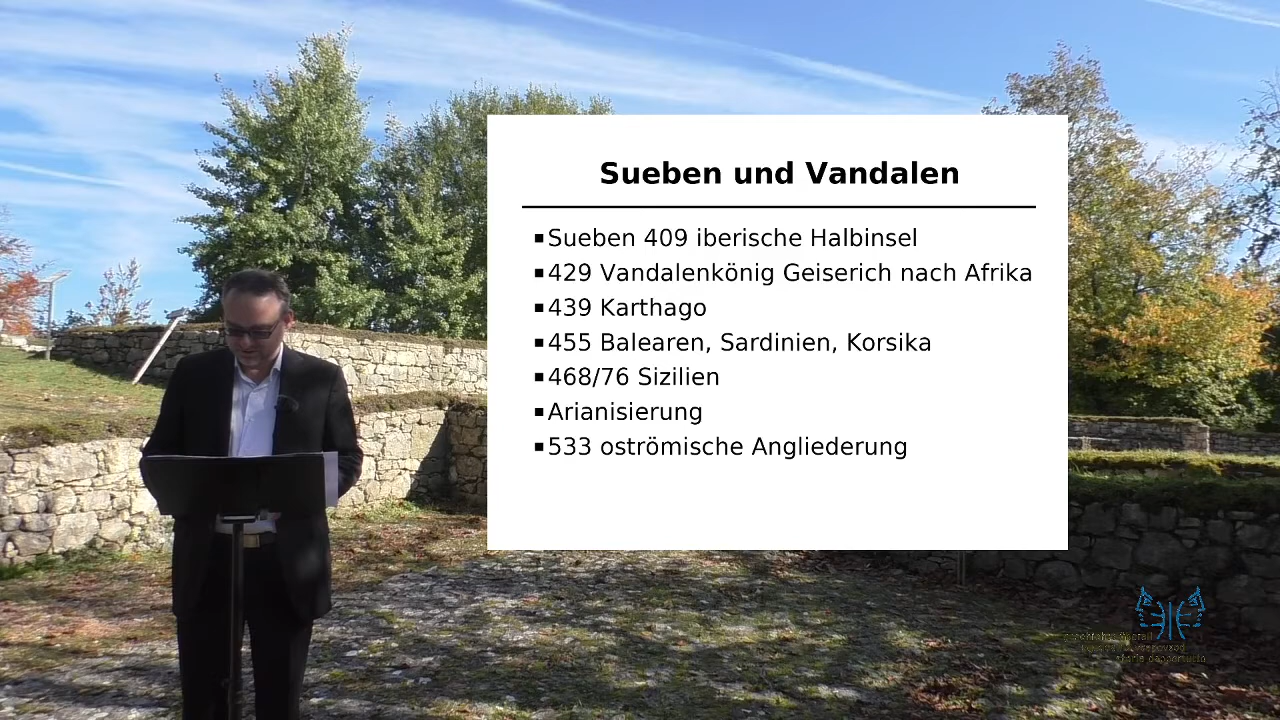 Sueben und Vandalen
▪Sueben 409 iberische Halbinsel
▪429 Vandalenkönig Geiserich nach Afrika
▪439 Karthago
▪455 Balearen, Sardinien, Korsika
▪468/76 Sizilien
▪Arianisierung
▪533 oströmische Angliederung